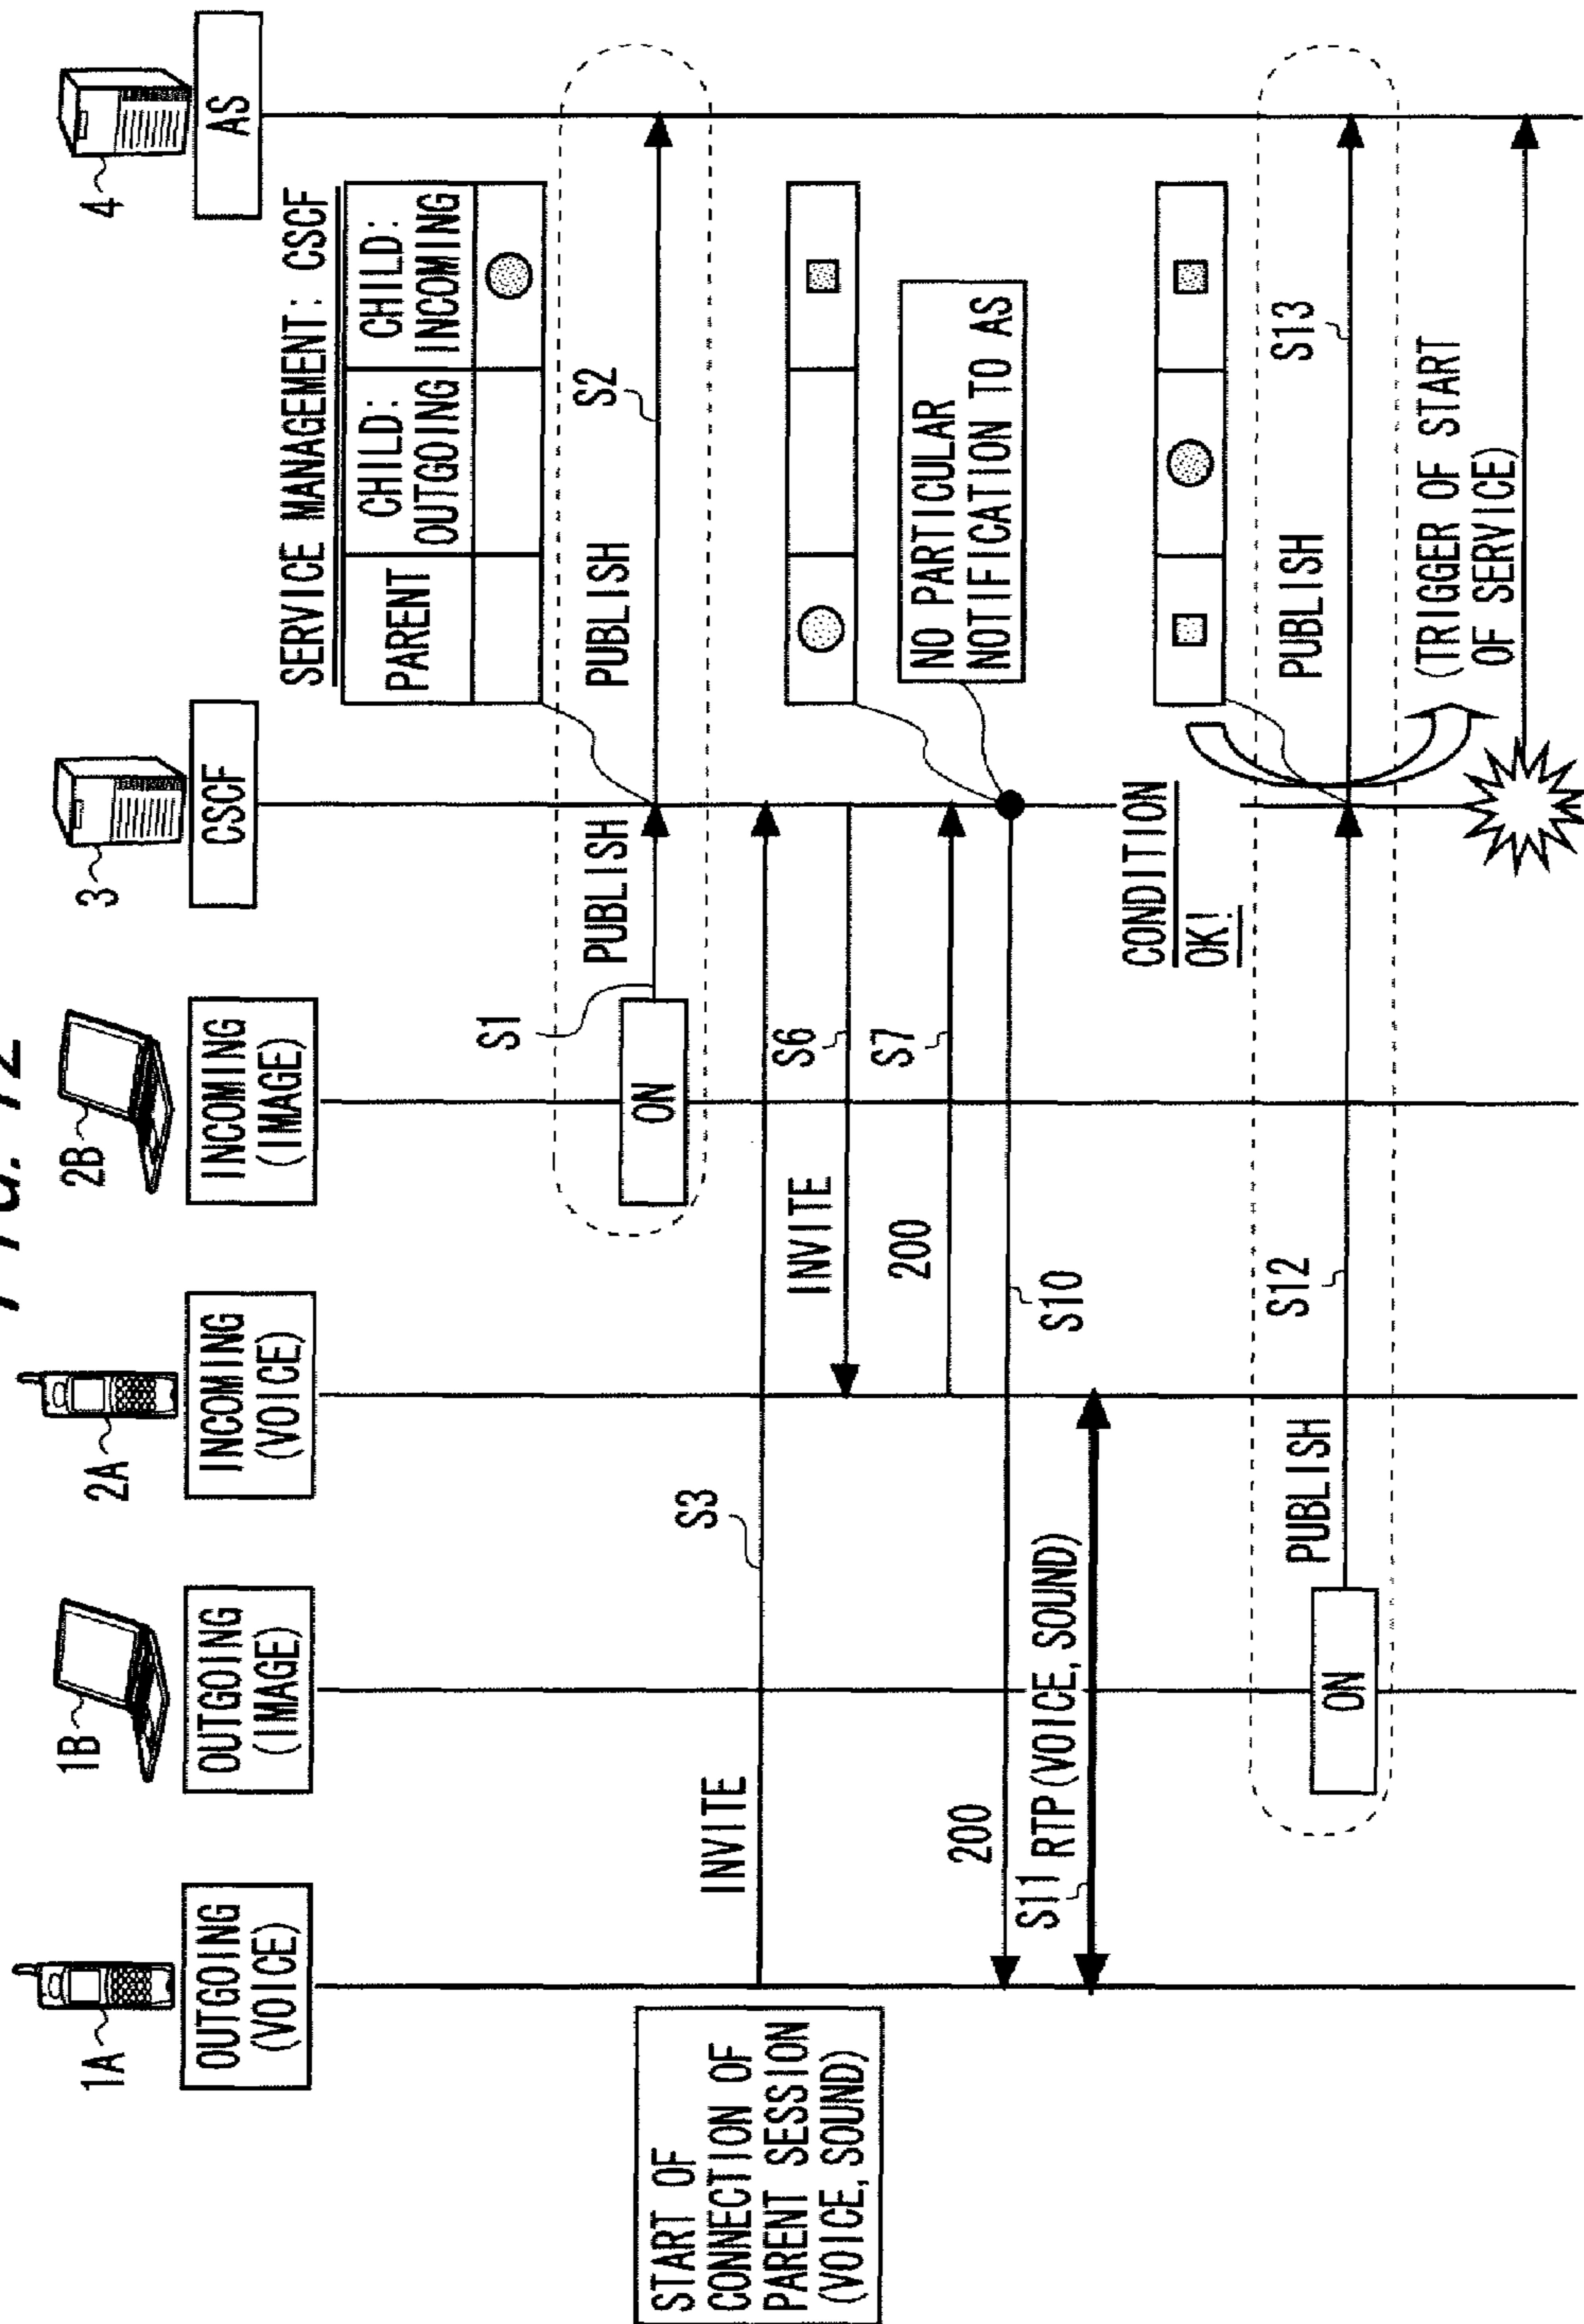 1A
OUTGOING
(VOICE)
1B
OUTGOING
(IMAGE)
2A
INCOMING
(VOICE)
2B
INCOMING
(IMAGE)
3
CSCF
4
AS
SERVICE MANAGEMENT: CSCF
PARENT
CHILD:
OUTGOING
CHILD:
INCOMING
S1
ON
PUBLISH
PUBLISH
S2
START OF
CONNECTION OF
PARENT SESSION
(VOICE, SOUND)
INVITE
S3
INVITE
S6
200
S7
NO PARTICULAR
NOTIFICATION TO AS
200
S10
S11
RTP (VOICE, SOUND)
CONDITION
OK!
ON
PUBLISH
S12
PUBLISH
S13
(TRIGGER OF START
OF SERVICE)